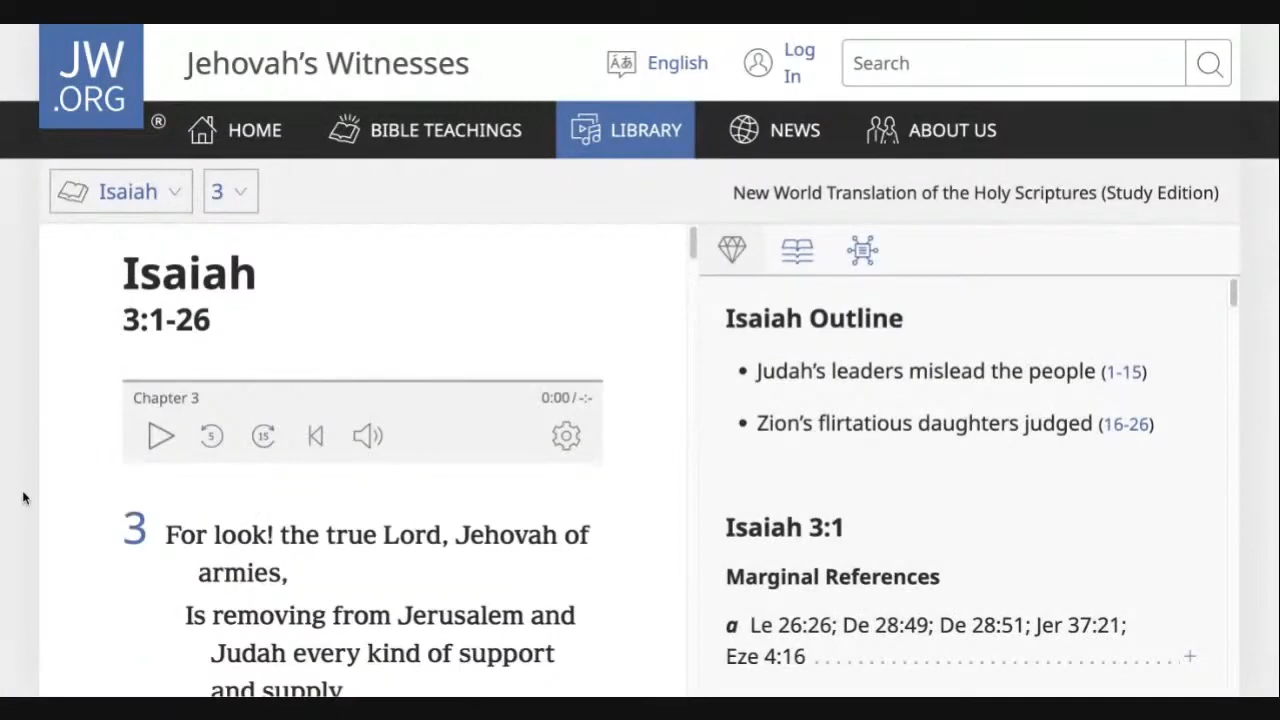 JW
.ORG
®
Jehovah's Witnesses
English
Log
In
Search
HOME
BIBLE TEACHINGS
LIBRARY
NEWS
ABOUT US
Isaiah
3
New World Translation of the Holy Scriptures (Study Edition)
Isaiah
3:1-26
Chapter 3
0:00 / -:-
5
15
3 For look! the true Lord, Jehovah of
armies,
Is removing from Jerusalem and
Judah every kind of support
and supply
Isaiah Outline
• Judah's leaders mislead the people (1-15)
• Zion's flirtatious daughters judged (16-26)
Isaiah 3:1
Marginal References
a Le 26:26; De 28:49; De 28:51; Jer 37:21;
Eze 4:16 +